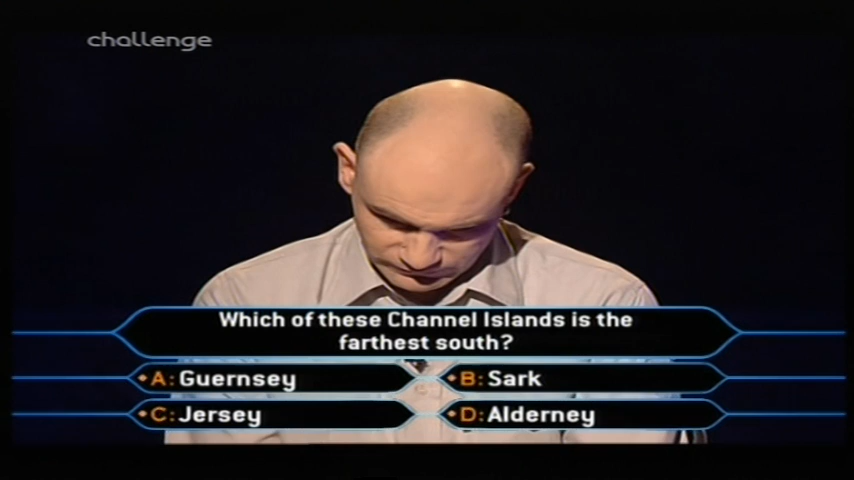 challenge
Which of these Channel Islands is the
farthest south?
A: Guernsey
B: Sark
C: Jersey
D: Alderney